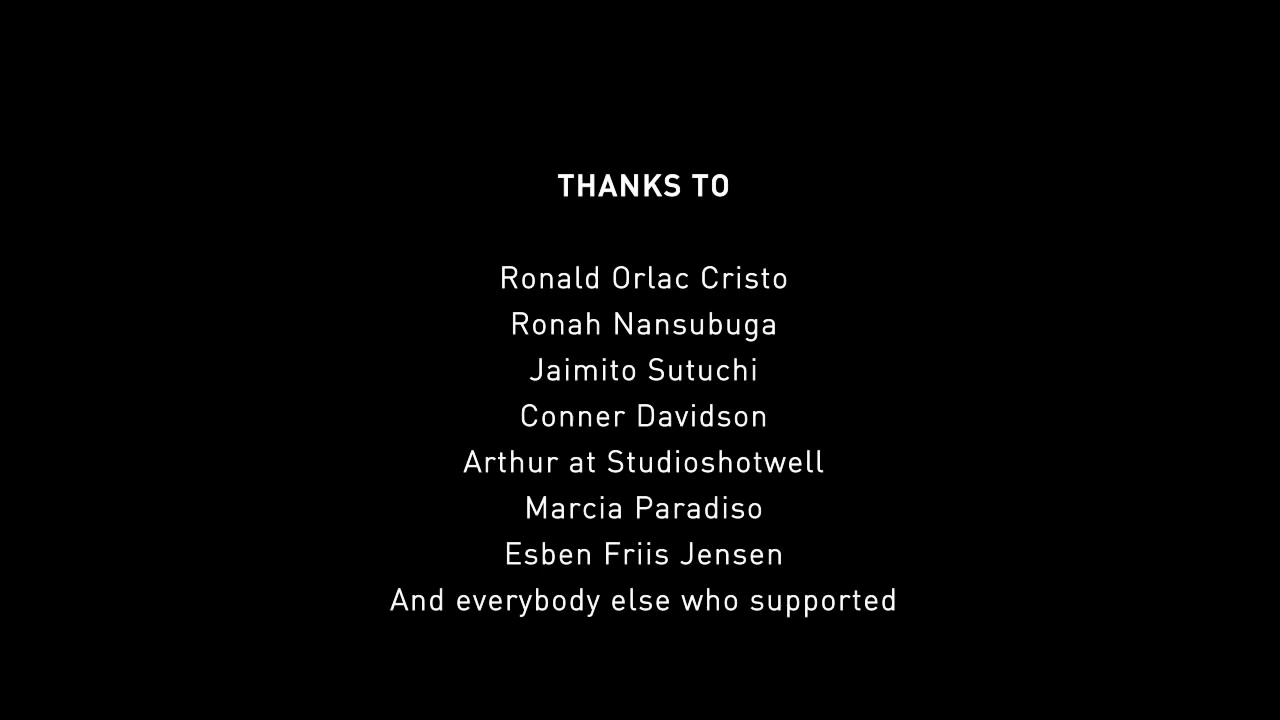 THANKS TO
Ronald Orlac Cristo
Ronah Nansubuga
Jaimito Sutuchi
Conner Davidson
Arthur at Studioshotwell
Marcia Paradiso
Esben Friis Jensen
And everybody else who supported